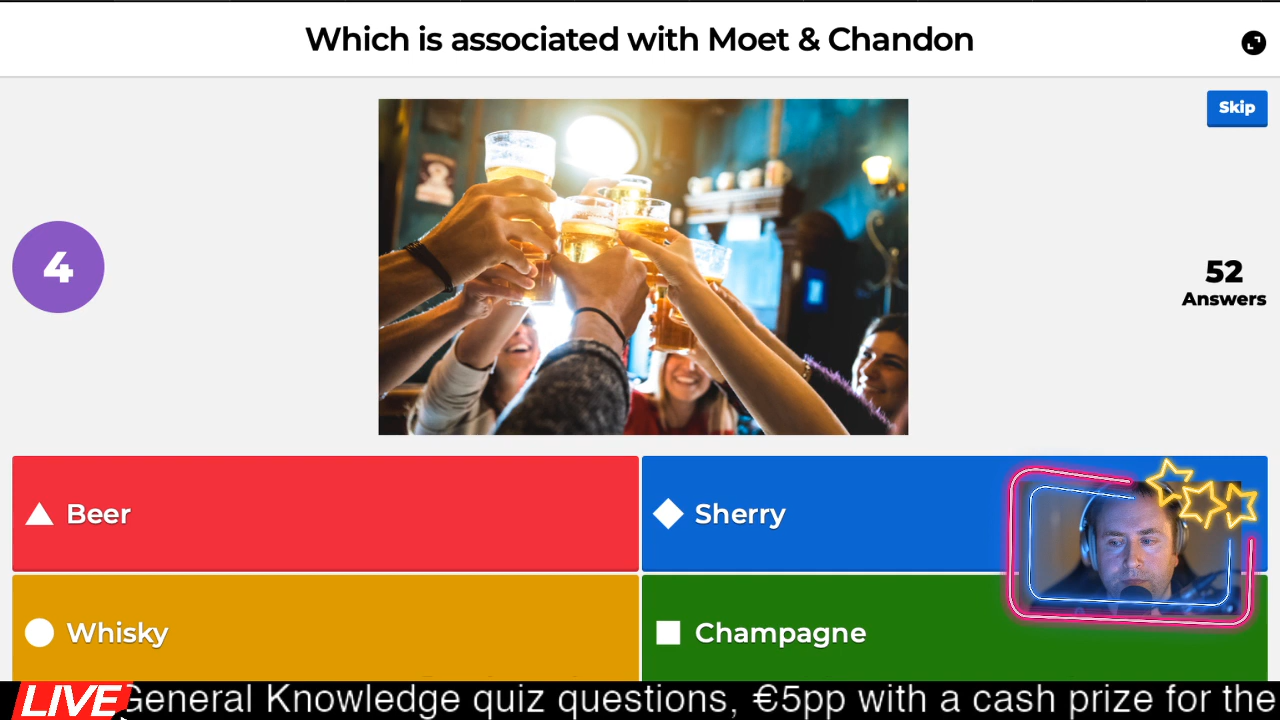 Which is associated with Moet & Chandon
Skip
4
52
Answers
Beer
Sherry
Whisky
Champagne
LIVE General Knowledge quiz questions, €5pp with a cash prize for the